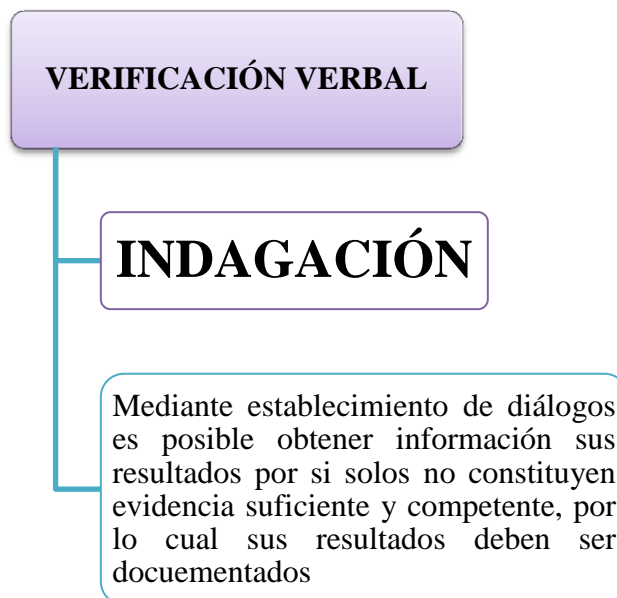 VERIFICACIÓN VERBAL
INDAGACIÓN
Mediante establecimiento de diálogos
es posible obtener información sus
resultados por si solos no constituyen
evidencia suficiente y competente, por
lo cual sus resultados deben ser
docuementados